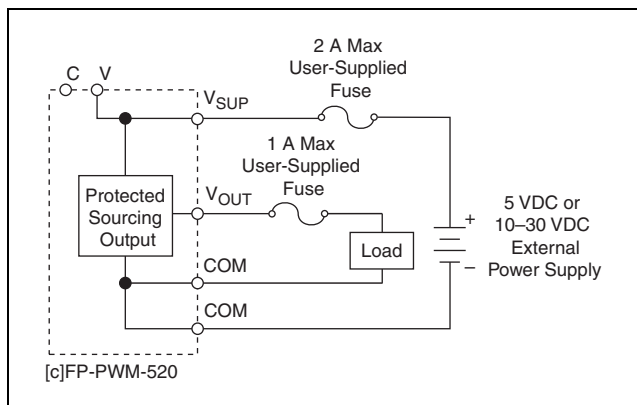 2 A Max
User-Supplied
Fuse
C V
VSUP
1 A Max
User-Supplied
Fuse
Protected
Sourcing
Output
VOUT
Load
+
5 VDC or
10–30 VDC
External
Power Supply
–
COM
COM
[c]FP-PWM-520